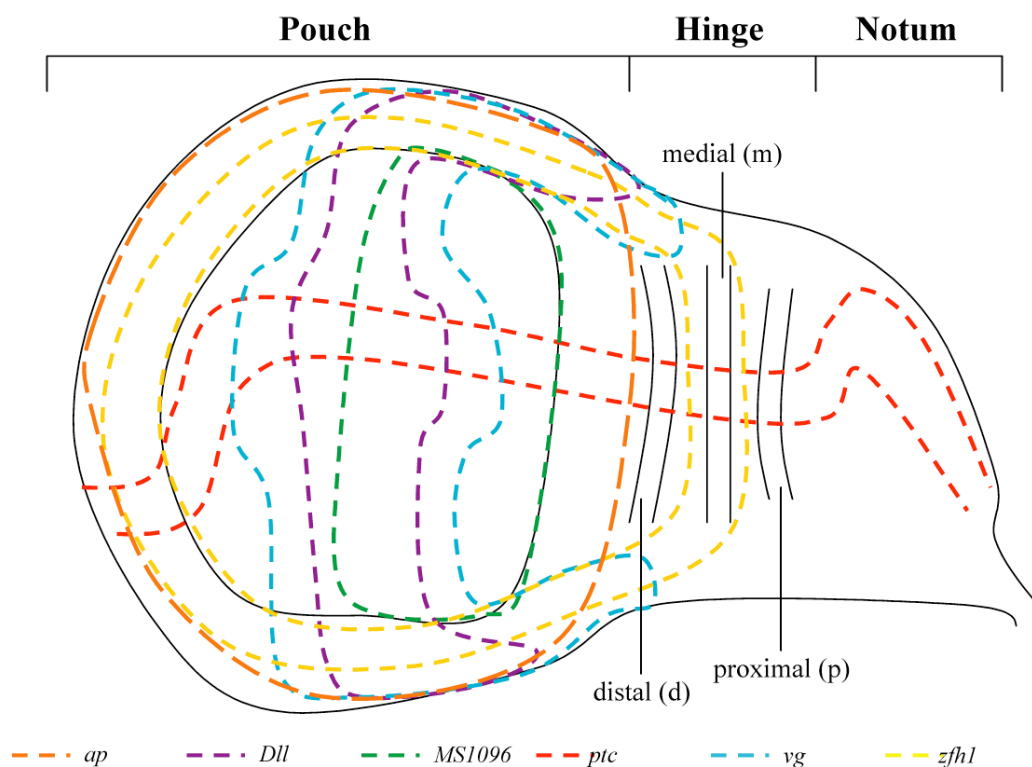 Pouch Hinge Notum
medial (m)
proximal (p)
distal (d)
ap Dll MS1096 ptc vg zfh1